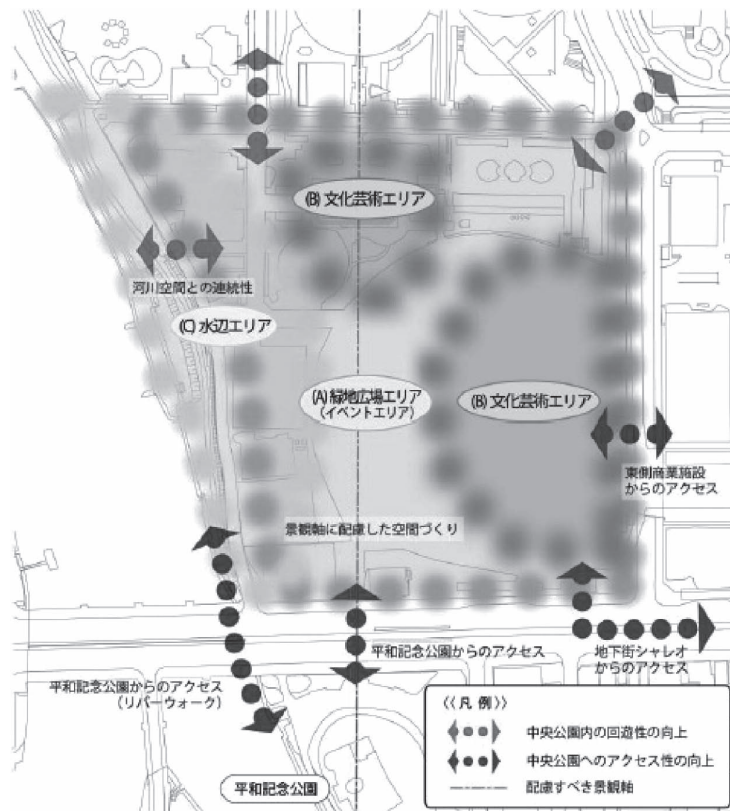 (B) 文化芸術エリア
河川空間との連続性
(C) 水辺エリア
(A) 緑地広場エリア
(イベントエリア)
(B) 文化芸術エリア
東側商業施設
からのアクセス
景観軸に配慮した空間づくり
平和記念公園からのアクセス
地下街シャレオ
からのアクセス
平和記念公園からのアクセス
(リバーウォーク)
平和記念公園
《凡 例》
中央公園内の回遊性の向上
中央公園へのアクセス性の向上
配慮すべき景観軸